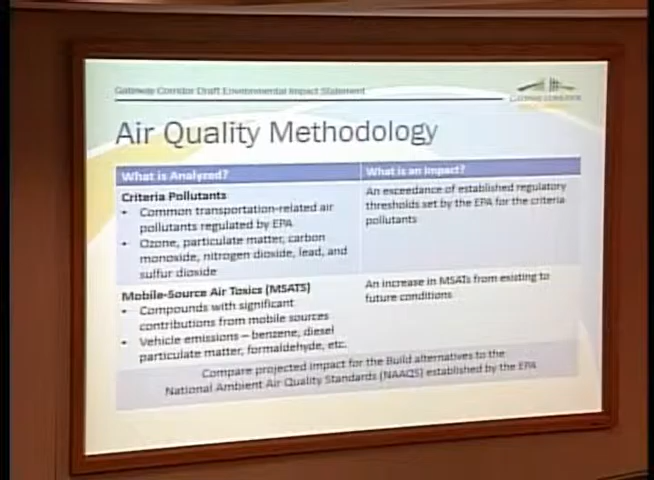 Gateway Corridor Draft Environmental Impact Statement
GATEWAY CORRIDOR
Air Quality Methodology
What is Analyzed?
What is an Impact?
Criteria Pollutants
• Common transportation-related air
pollutants regulated by EPA
• Ozone, particulate matter, carbon
monoxide, nitrogen dioxide, lead, and
sulfur dioxide
An exceedance of established regulatory
thresholds set by the EPA for the criteria
pollutants
Mobile-Source Air Toxics (MSATS)
• Compounds with significant
contributions from mobile sources
• Vehicle emissions – benzene, diesel
particulate matter, formaldehyde, etc.
An increase in MSATs from existing to
future conditions
Compare projected impact for the Build alternatives to the
National Ambient Air Quality Standards (NAAQS) established by the EPA